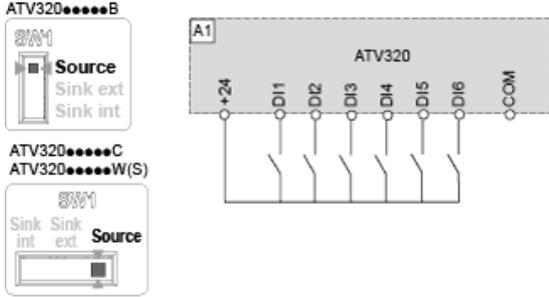 ATV320●●●●●B
SW1
Source
Sink ext
Sink int
ATV320●●●●●C
ATV320●●●●●W(S)
SW1
Sink int
Sink ext
Source
A1
ATV320
+24
DI1
DI2
DI3
DI4
DI5
DI6
COM